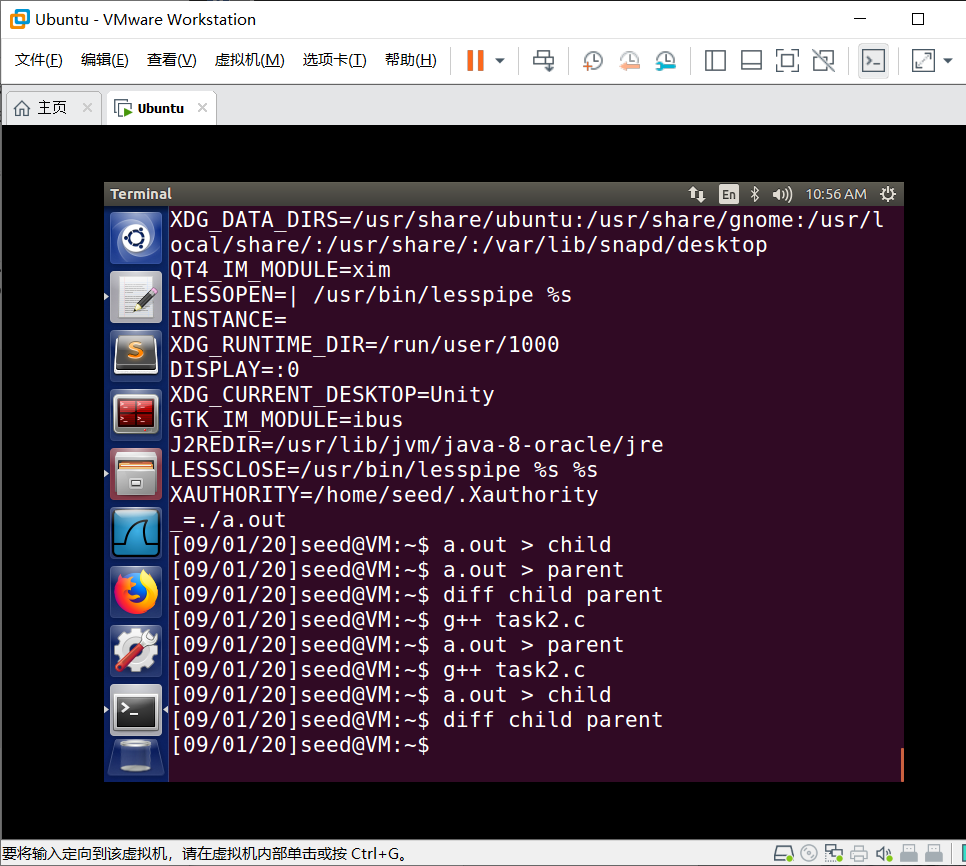 Ubuntu - VMware Workstation
文件(F) 编辑(E) 查看(V) 虚拟机(M) 选项卡(T) 帮助(H)
主页 Ubuntu
Terminal En 10:56 AM
XDG_DATA_DIRS=/usr/share/ubuntu:/usr/share/gnome:/usr/l
ocal/share/:/usr/share/:/var/lib/snapd/desktop
QT4_IM_MODULE=xim
LESSOPEN=| /usr/bin/lesspipe %s
INSTANCE=
XDG_RUNTIME_DIR=/run/user/1000
DISPLAY=:0
XDG_CURRENT_DESKTOP=Unity
GTK_IM_MODULE=ibus
J2REDIR=/usr/lib/jvm/java-8-oracle/jre
LESSCLOSE=/usr/bin/lesspipe %s %s
XAUTHORITY=/home/seed/.Xauthority
_=./a.out
[09/01/20]seed@VM:~$ a.out > child
[09/01/20]seed@VM:~$ a.out > parent
[09/01/20]seed@VM:~$ diff child parent
[09/01/20]seed@VM:~$ g++ task2.c
[09/01/20]seed@VM:~$ a.out > parent
[09/01/20]seed@VM:~$ g++ task2.c
[09/01/20]seed@VM:~$ a.out > child
[09/01/20]seed@VM:~$ diff child parent
[09/01/20]seed@VM:~$
要将输入定向到该虚拟机，请在虚拟机内部单击或按 Ctrl+G。